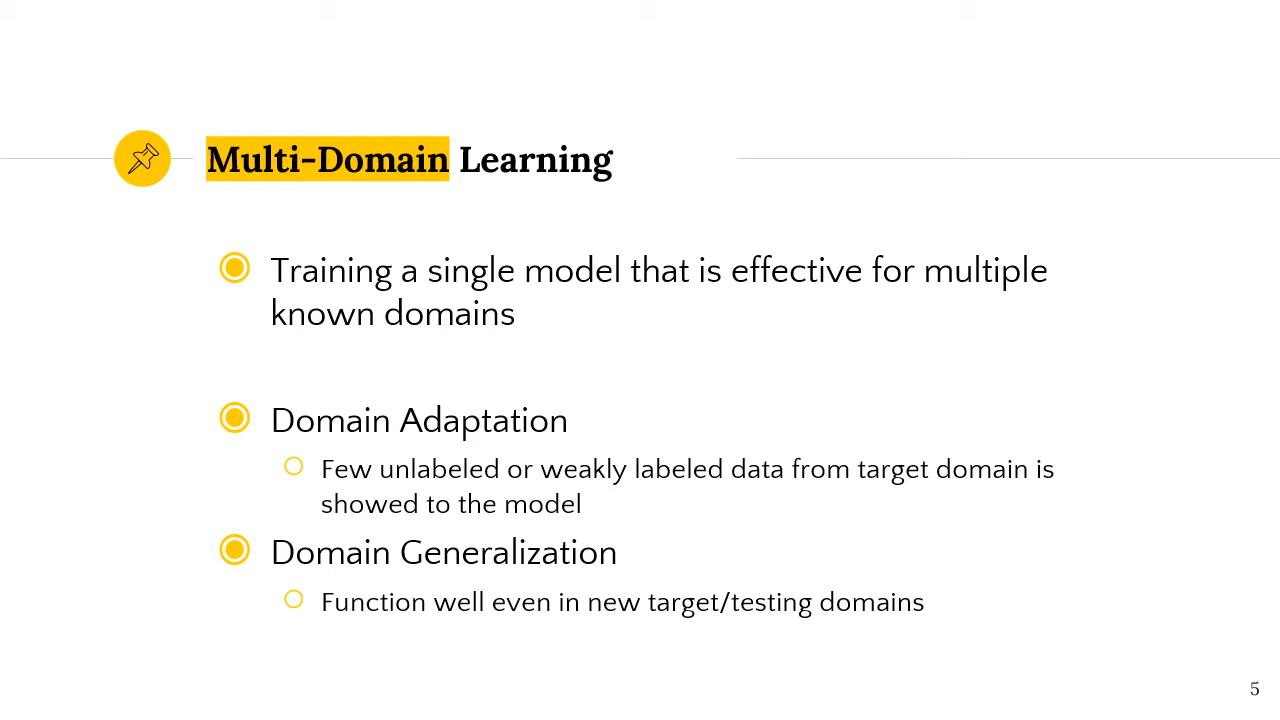 Multi-Domain Learning
Training a single model that is effective for multiple
known domains
Domain Adaptation
Few unlabeled or weakly labeled data from target domain is
showed to the model
Domain Generalization
Function well even in new target/testing domains
5